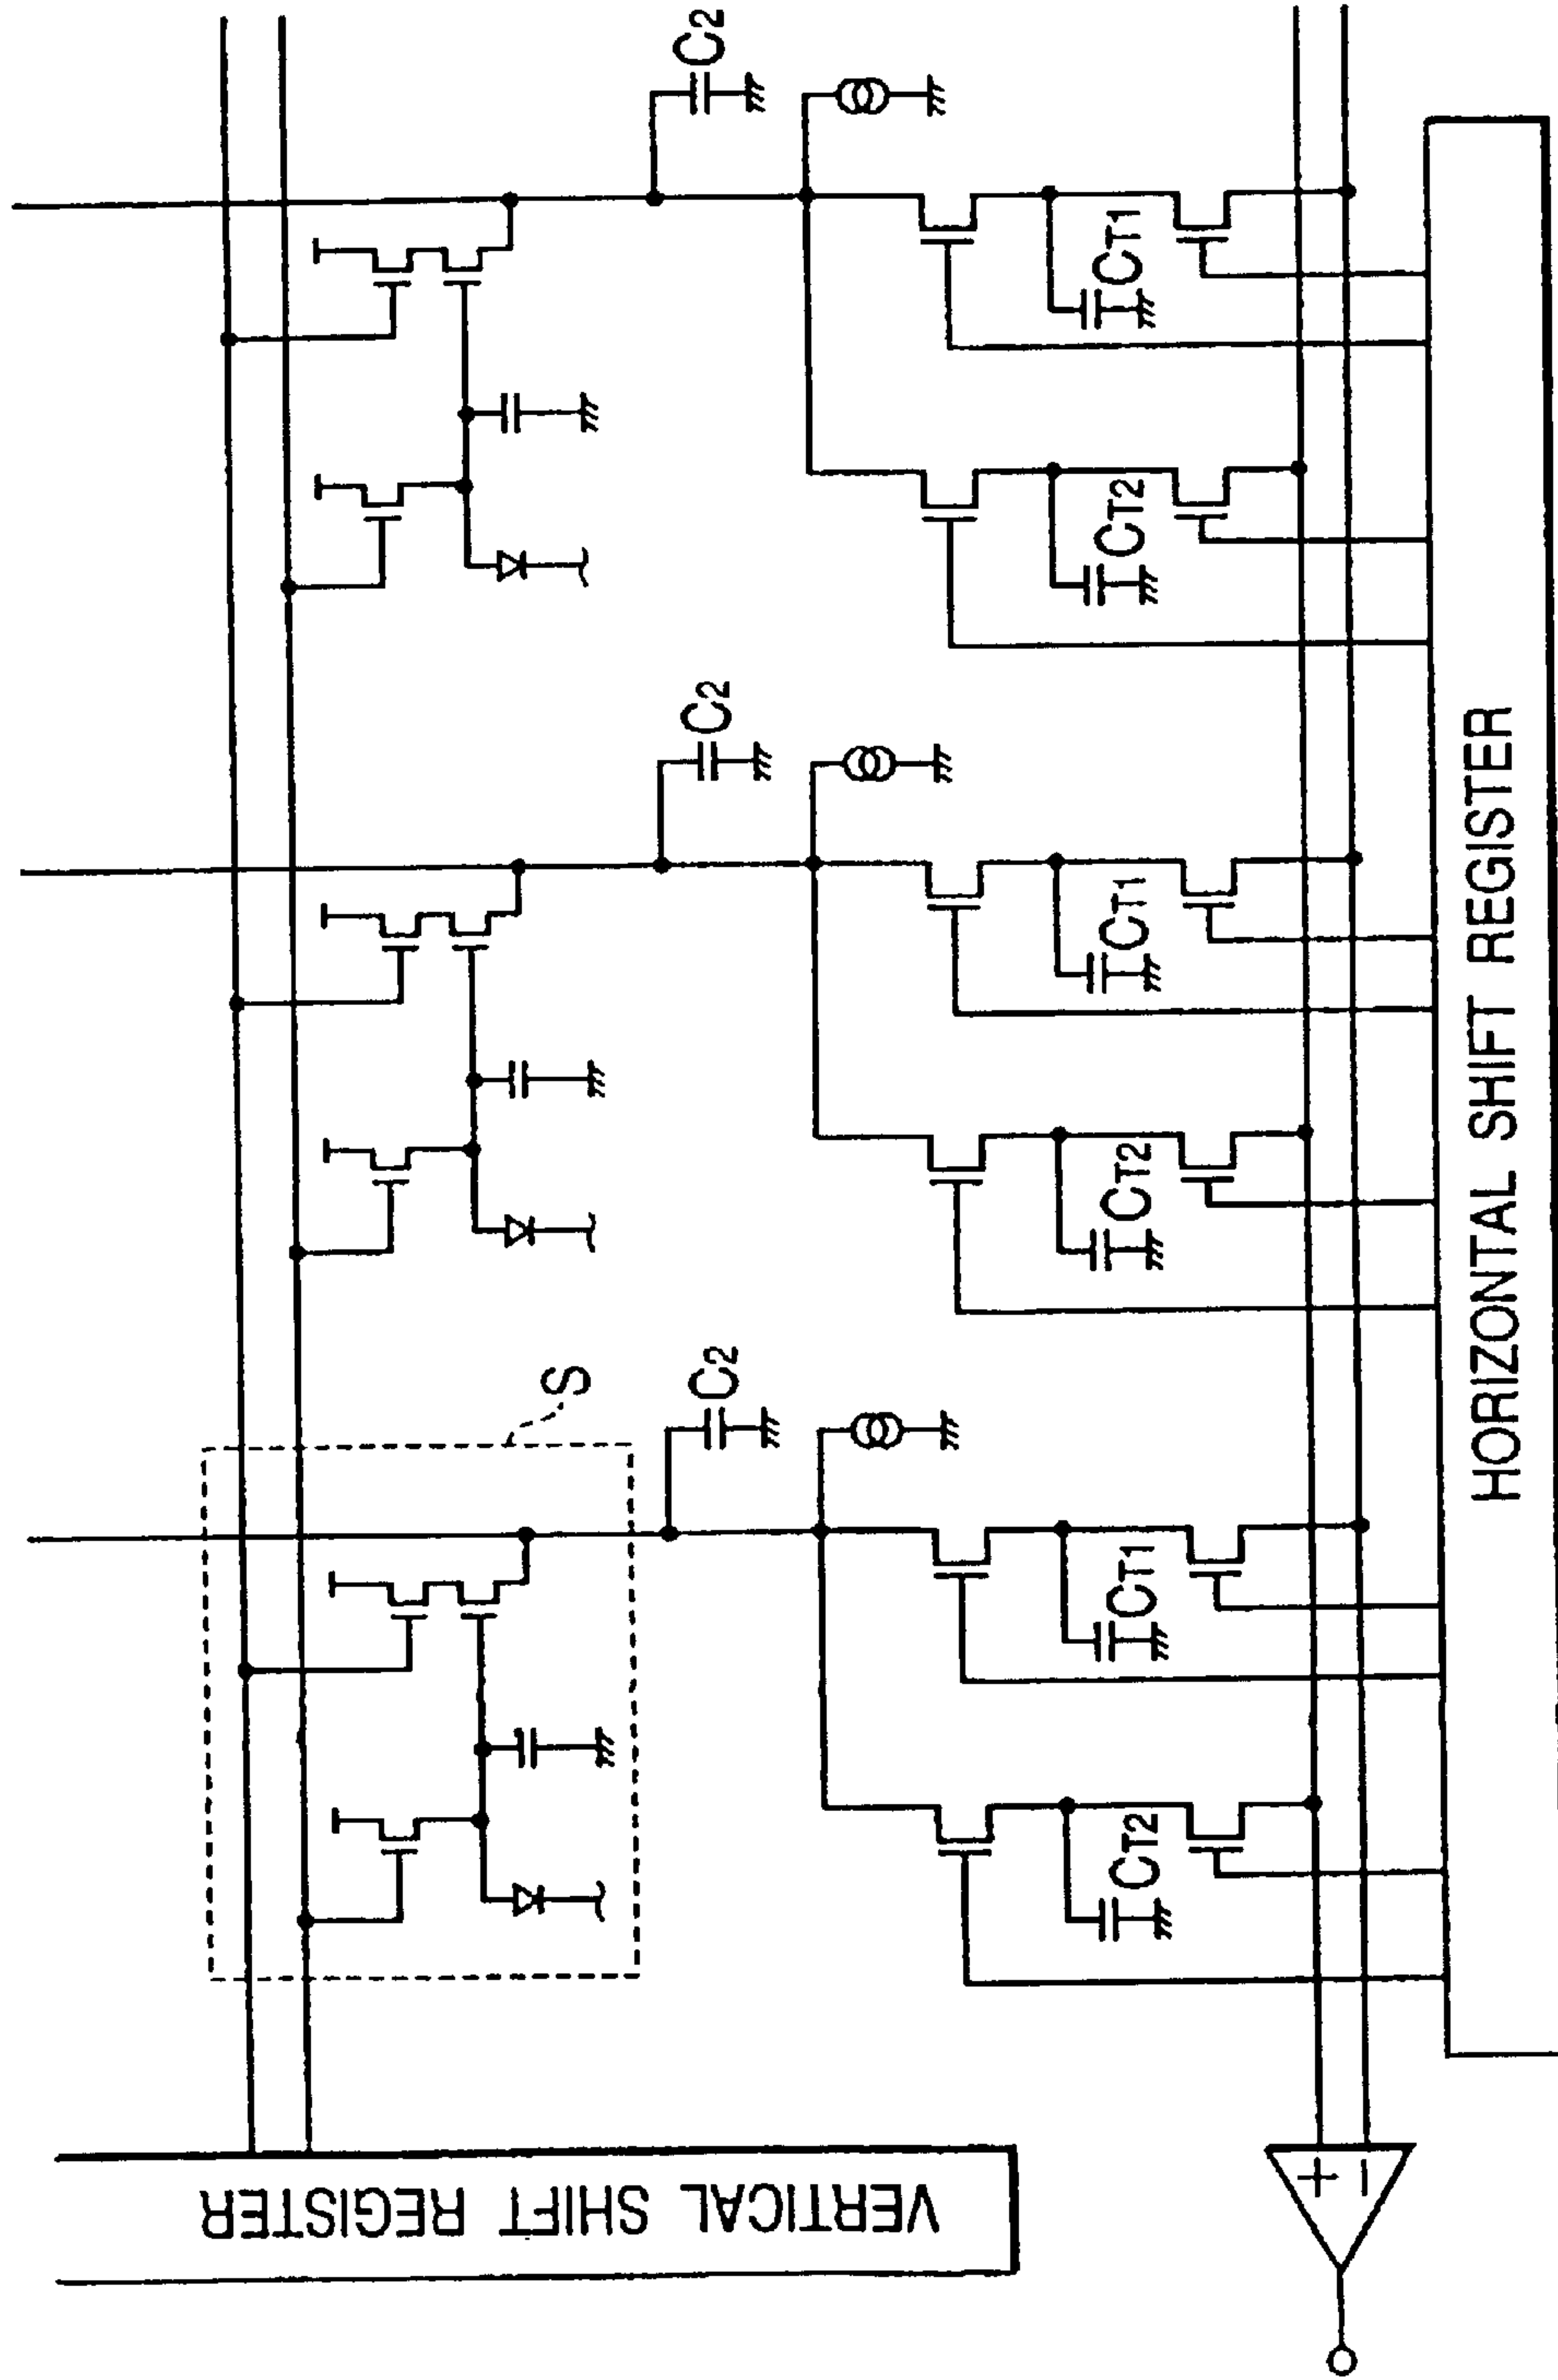 VERTICAL SHIFT
REGISTER
S
C2
C2
C2
CT2
CT1
CT2
CT1
CT2
CT1
+
−
HORIZONTAL SHIFT REGISTER